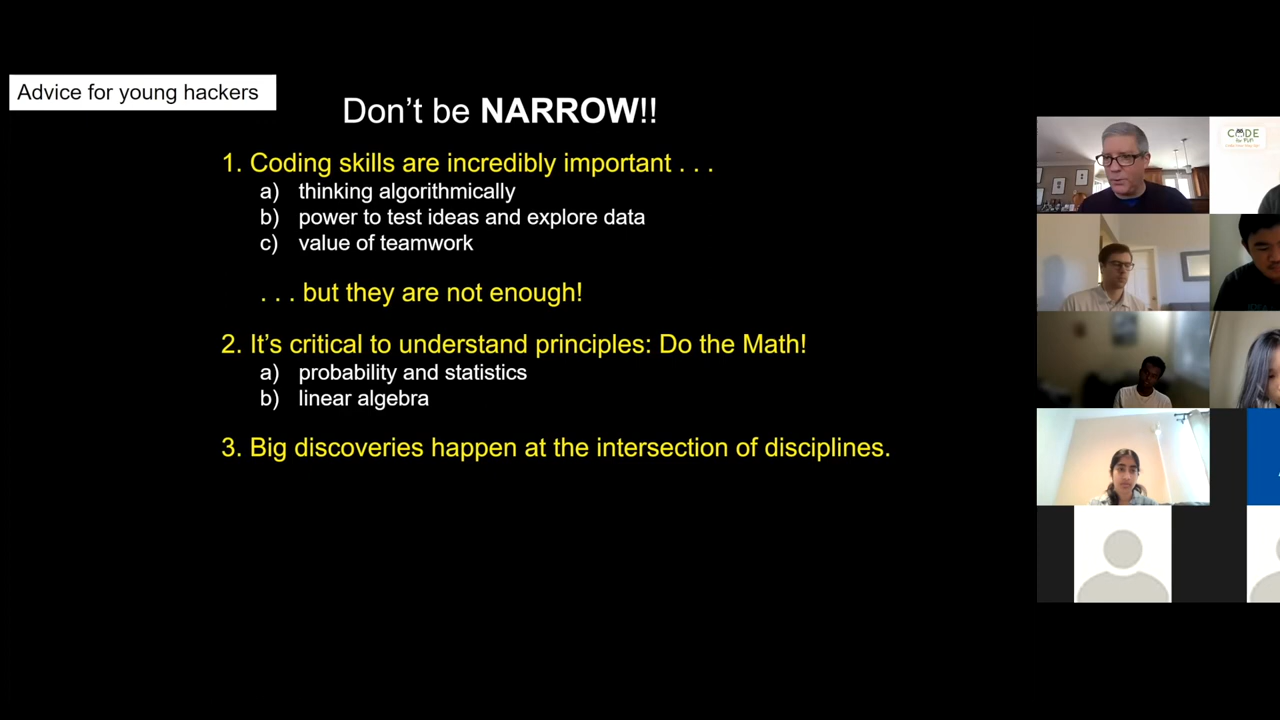 Advice for young hackers
Don't be NARROW!!
1. Coding skills are incredibly important . . .
a) thinking algorithmically
b) power to test ideas and explore data
c) value of teamwork
. . . but they are not enough!
2. It's critical to understand principles: Do the Math!
a) probability and statistics
b) linear algebra
3. Big discoveries happen at the intersection of disciplines.
CODE
for fun